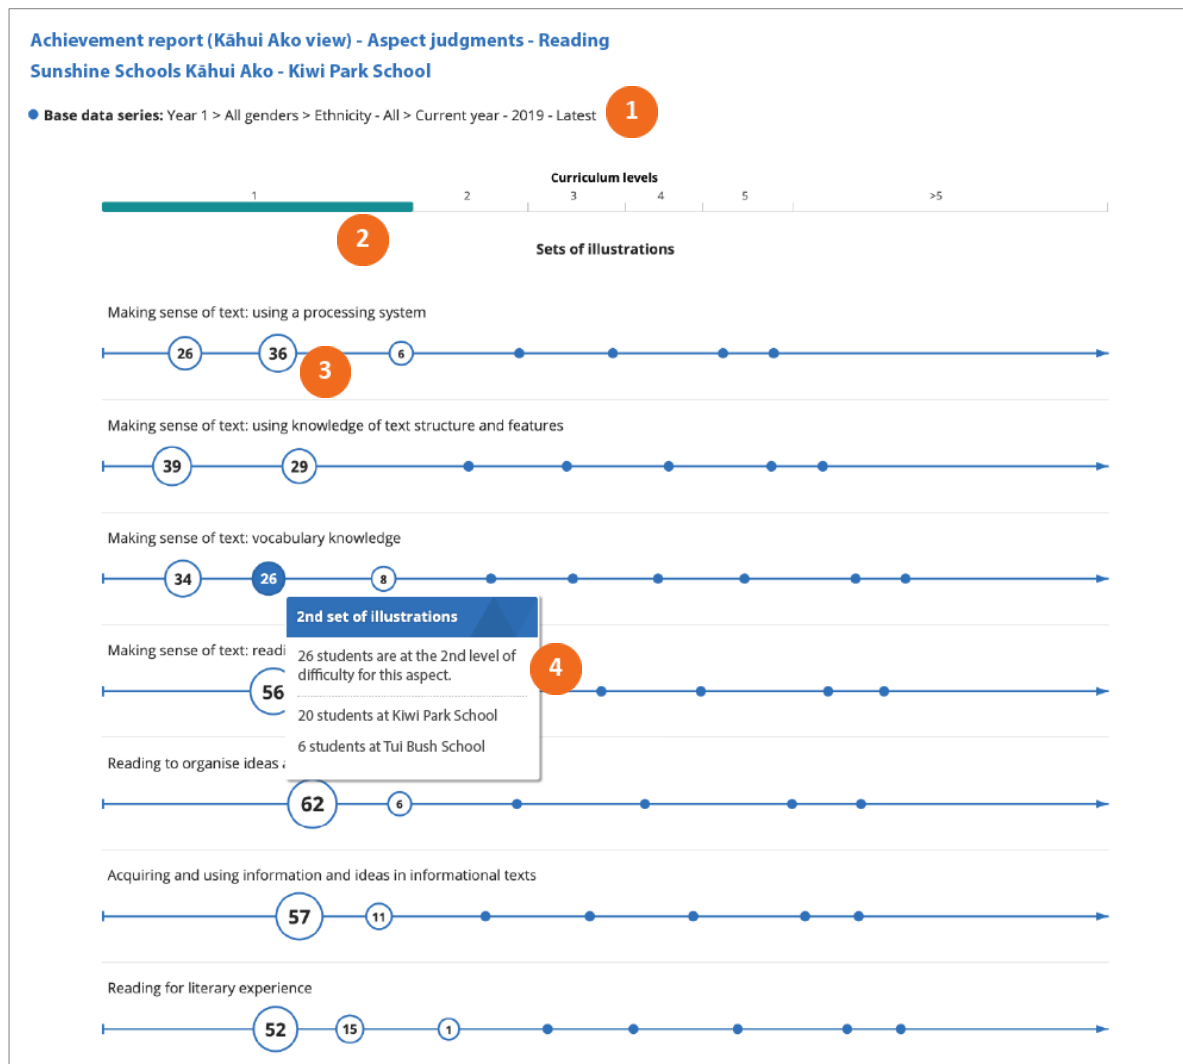 Achievement report (Kāhui Ako view) - Aspect judgments - Reading
Sunshine Schools Kāhui Ako - Kiwi Park School
Base data series: Year 1 > All genders > Ethnicity - All > Current year - 2019 - Latest
1
Curriculum levels
1 2 3 4 5 >5
2
Sets of illustrations
Making sense of text: using a processing system
26 36 6
3
Making sense of text: using knowledge of text structure and features
39 29
Making sense of text: vocabulary knowledge
34 26 8
2nd set of illustrations
26 students are at the 2nd level of
difficulty for this aspect.
20 students at Kiwi Park School
6 students at Tui Bush School
4
Making sense of text: readi
56
Reading to organise ideas
62 6
Acquiring and using information and ideas in informational texts
57 11
Reading for literary experience
52 15 1